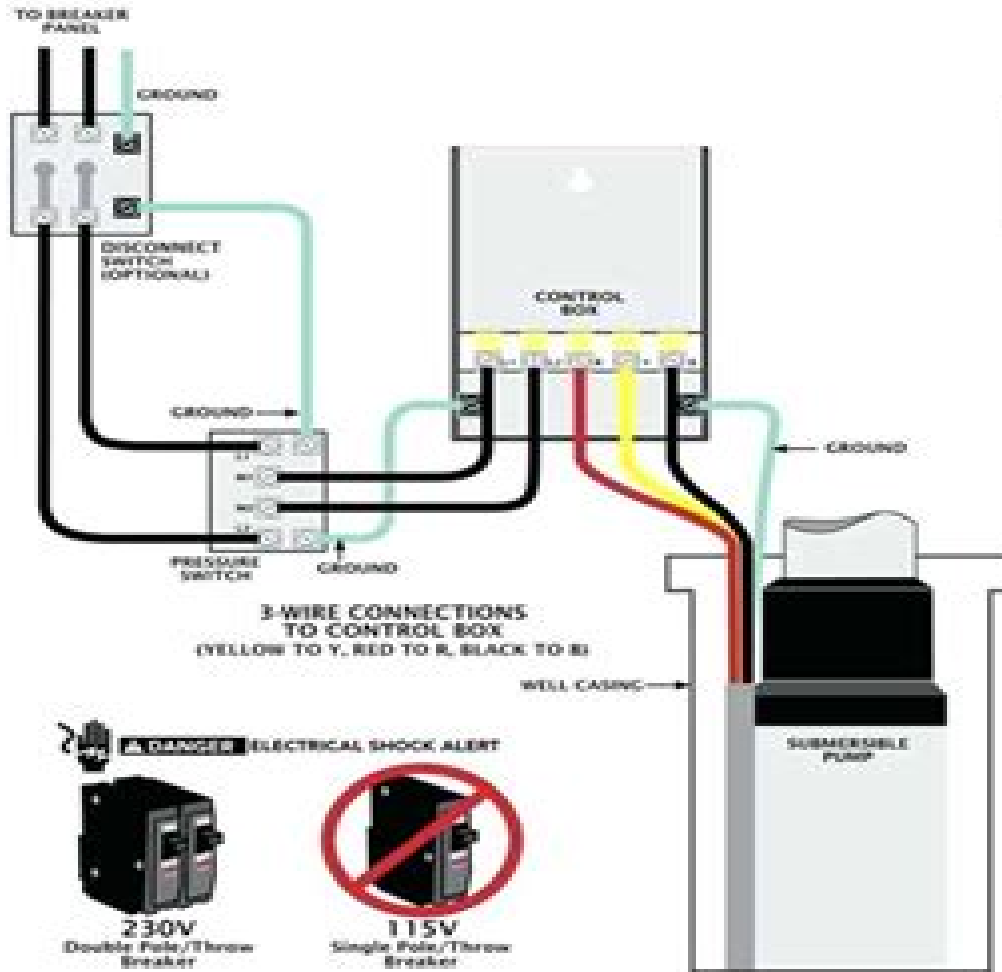 TO BREAKER
PANEL
GROUND
DISCONNECT
SWITCH
(OPTIONAL)
CONTROL
BOX
L1 L2 R Y B
GROUND
GROUND
PRESSURE
SWITCH
GROUND
3-WIRE CONNECTIONS
TO CONTROL BOX
(YELLOW TO Y, RED TO R, BLACK TO B)
WELL CASING
DANGER ELECTRICAL SHOCK ALERT
SUBMERSIBLE
PUMP
230V
Double Pole/Throw
Breaker
115V
Single Pole/Throw
Breaker